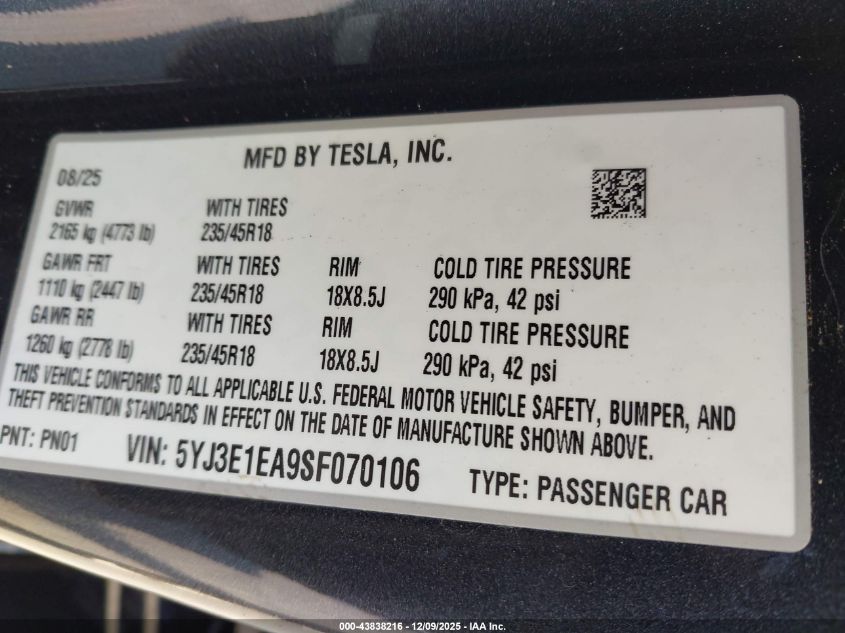 MFD BY TESLA, INC.
08/25
GVWR WITH TIRES
2165 kg (4773 lb) 235/45R18
GAWR FRT WITH TIRES RIM COLD TIRE PRESSURE
1110 kg (2447 lb) 235/45R18 18X8.5J 290 kPa, 42 psi
GAWR RR WITH TIRES RIM COLD TIRE PRESSURE
1260 kg (2778 lb) 235/45R18 18X8.5J 290 kPa, 42 psi
THIS VEHICLE CONFORMS TO ALL APPLICABLE U.S. FEDERAL MOTOR VEHICLE SAFETY, BUMPER, AND
THEFT PREVENTION STANDARDS IN EFFECT ON THE DATE OF MANUFACTURE SHOWN ABOVE.
PNT: PN01 VIN: 5YJ3E1EA9SF070106 TYPE: PASSENGER CAR
000-43838216 - 12/09/2025 - IAA Inc.